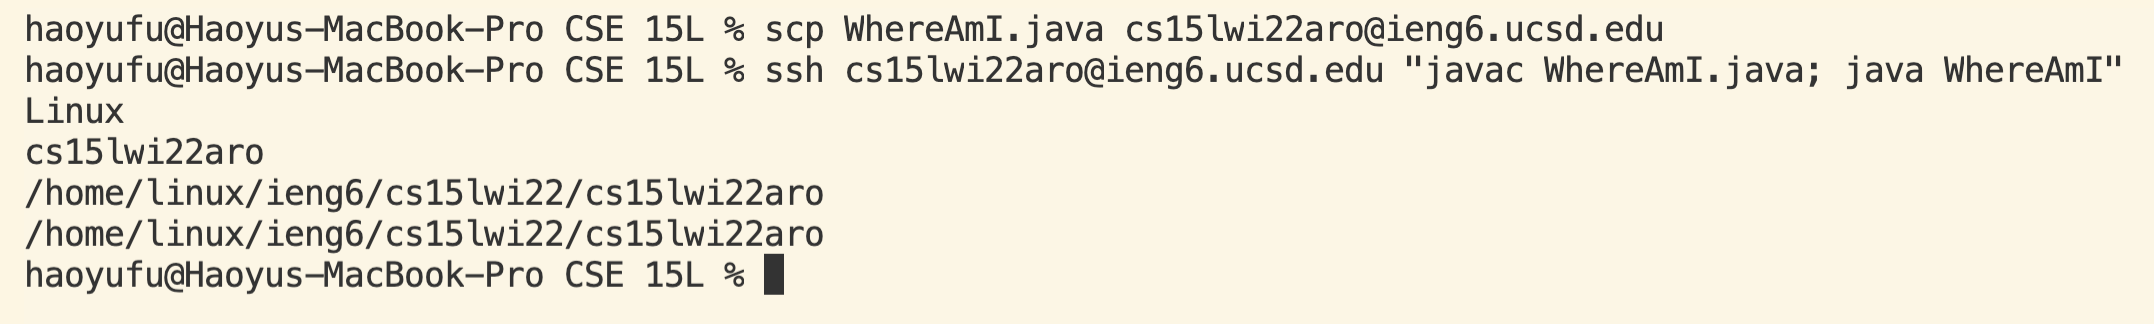 haoyufu@Haoyus-MacBook-Pro CSE 15L % scp WhereAmI.java cs15lwi22aro@ieng6.ucsd.edu
haoyufu@Haoyus-MacBook-Pro CSE 15L % ssh cs15lwi22aro@ieng6.ucsd.edu "javac WhereAmI.java; java WhereAmI"
Linux
cs15lwi22aro
/home/linux/ieng6/cs15lwi22/cs15lwi22aro
/home/linux/ieng6/cs15lwi22/cs15lwi22aro
haoyufu@Haoyus-MacBook-Pro CSE 15L %